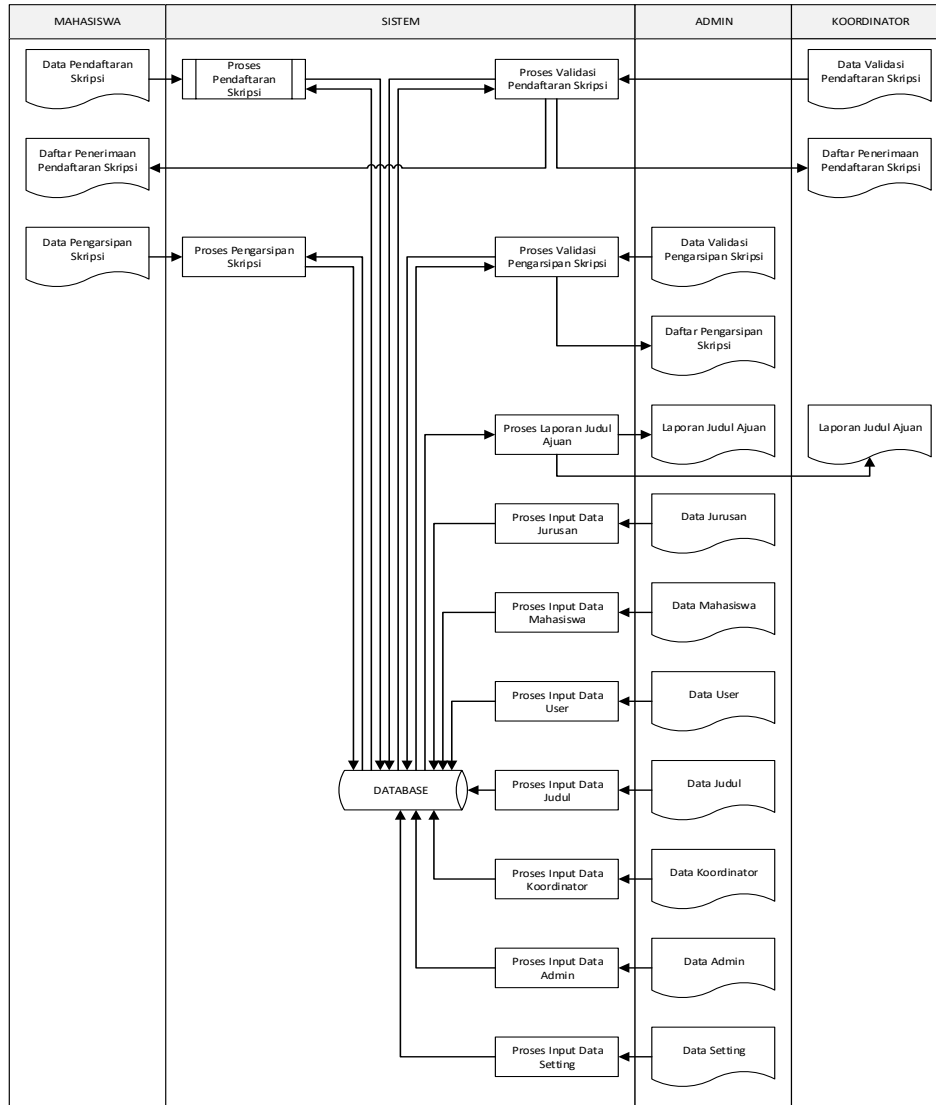 MAHASISWA
SISTEM
ADMIN
KOORDINATOR
Data Pendaftaran
Skripsi
Proses
Pendaftaran
Skripsi
Proses Validasi
Pendaftaran Skripsi
Data Validasi
Pendaftaran Skripsi
Daftar Penerimaan
Pendaftaran Skripsi
Daftar Penerimaan
Pendaftaran Skripsi
Data Pengarsipan
Skripsi
Proses Pengarsipan
Skripsi
Proses Validasi
Pengarsipan Skripsi
Data Validasi
Pengarsipan Skripsi
Daftar Pengarsipan
Skripsi
Proses Laporan Judul
Ajuan
Laporan Judul Ajuan
Laporan Judul Ajuan
Proses Input Data
Jurusan
Data Jurusan
Proses Input Data
Mahasiswa
Data Mahasiswa
Proses Input Data
User
Data User
DATABASE
Proses Input Data
Judul
Data Judul
Proses Input Data
Koordinator
Data Koordinator
Proses Input Data
Admin
Data Admin
Proses Input Data
Setting
Data Setting